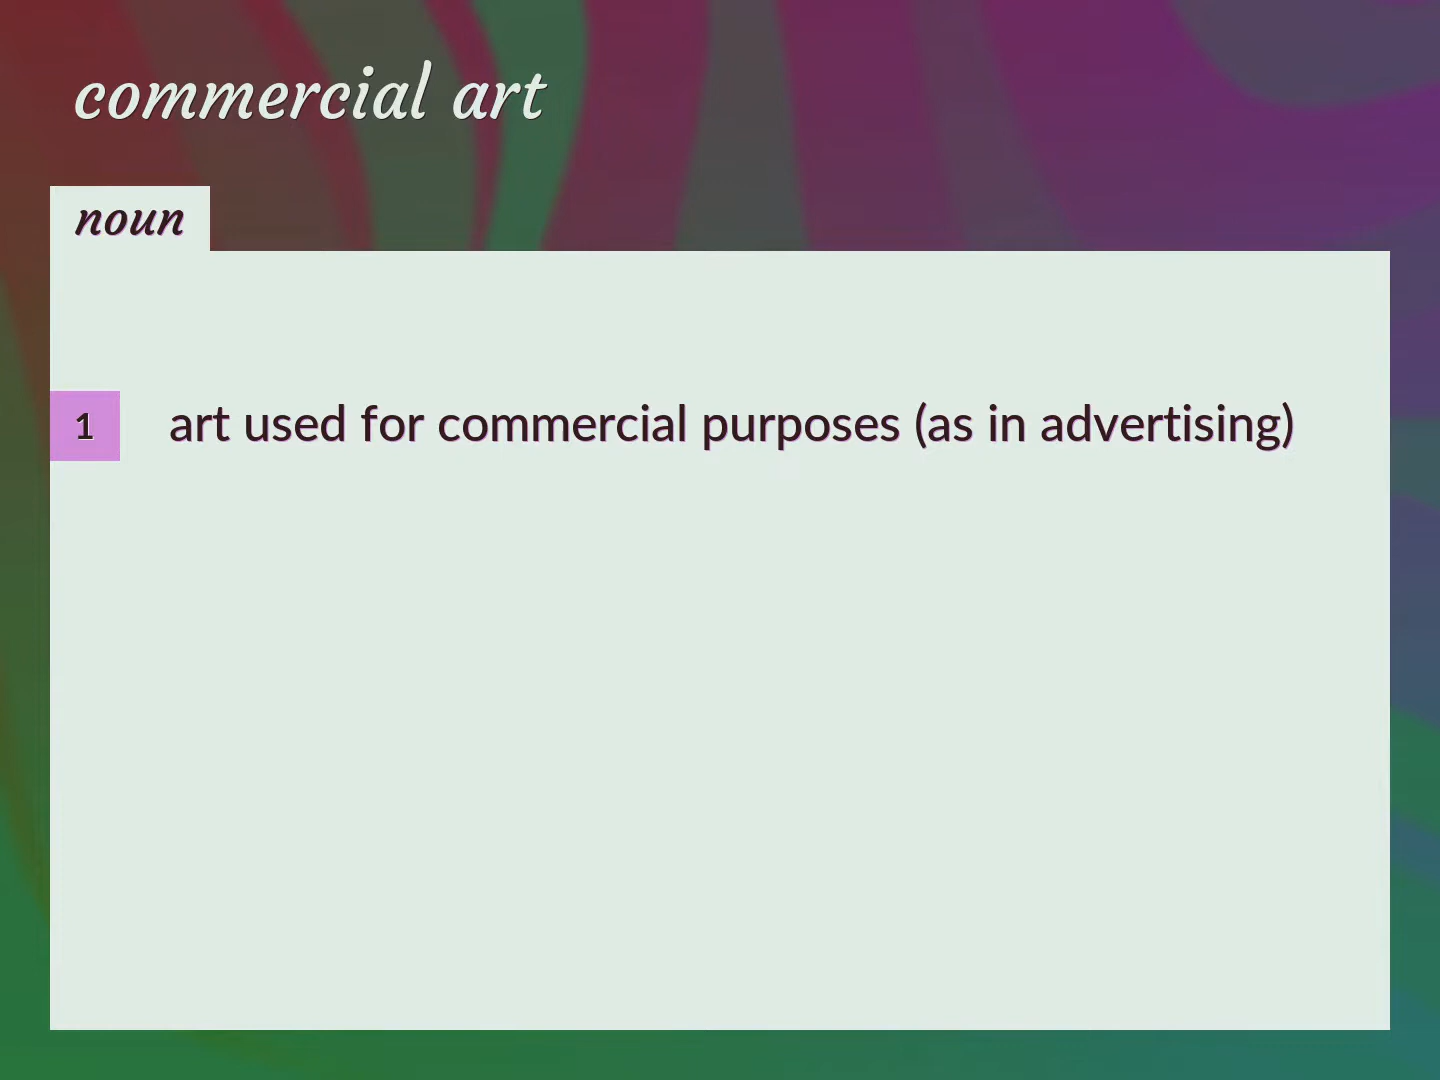 commercial art
noun
1 art used for commercial purposes (as in advertising)